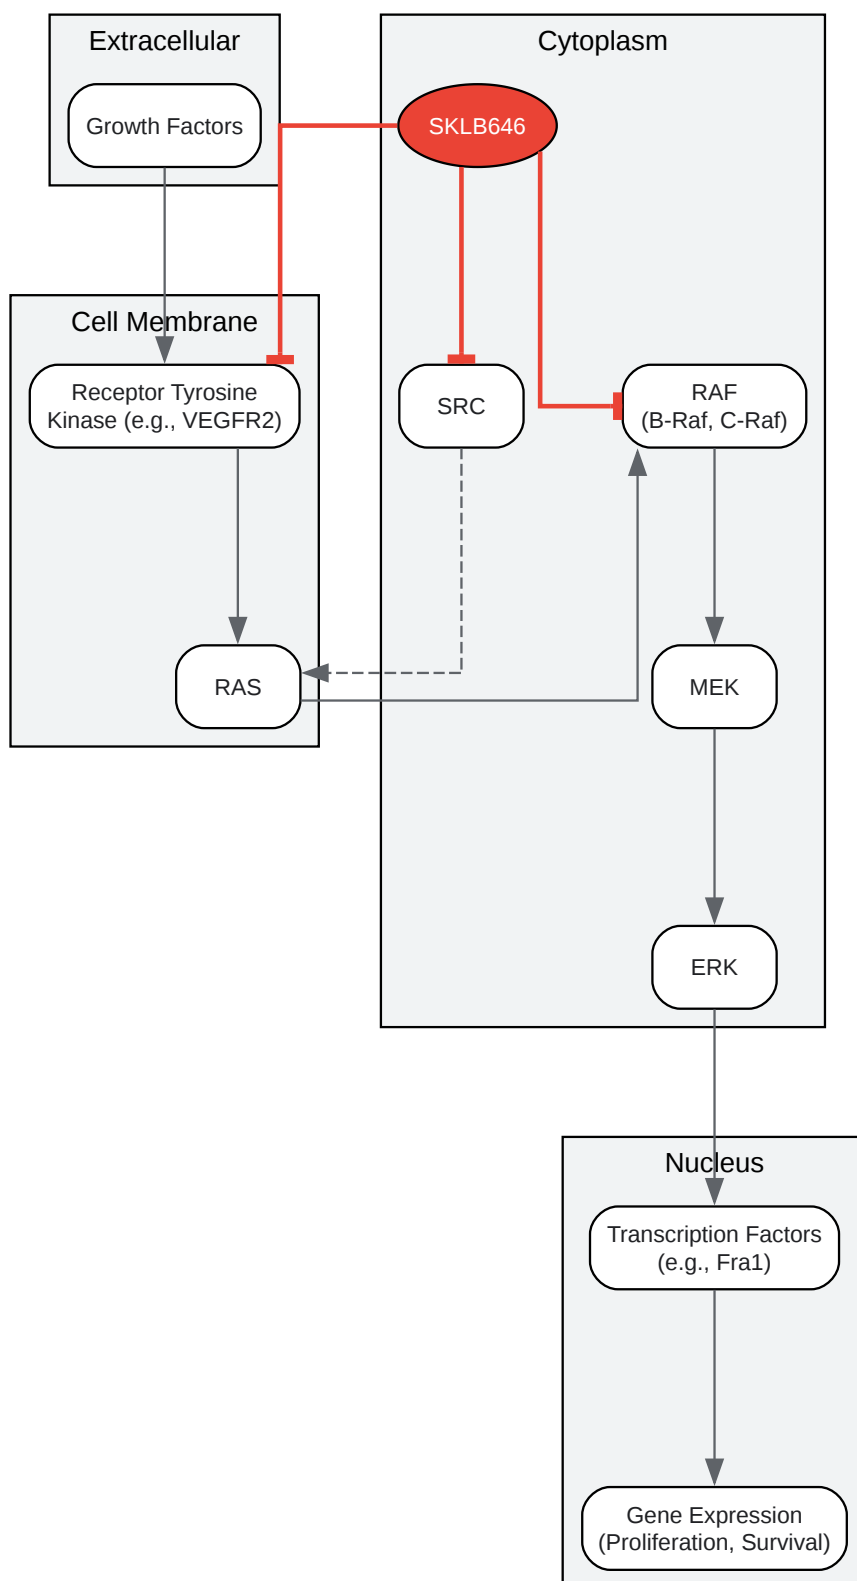 Extracellular
Cytoplasm
Growth Factors
SKLB646
Cell Membrane
Receptor Tyrosine
Kinase (e.g., VEGFR2)
SRC
RAF
(B-Raf, C-Raf)
RAS
MEK
ERK
Nucleus
Transcription Factors
(e.g., Fra1)
Gene Expression
(Proliferation, Survival)